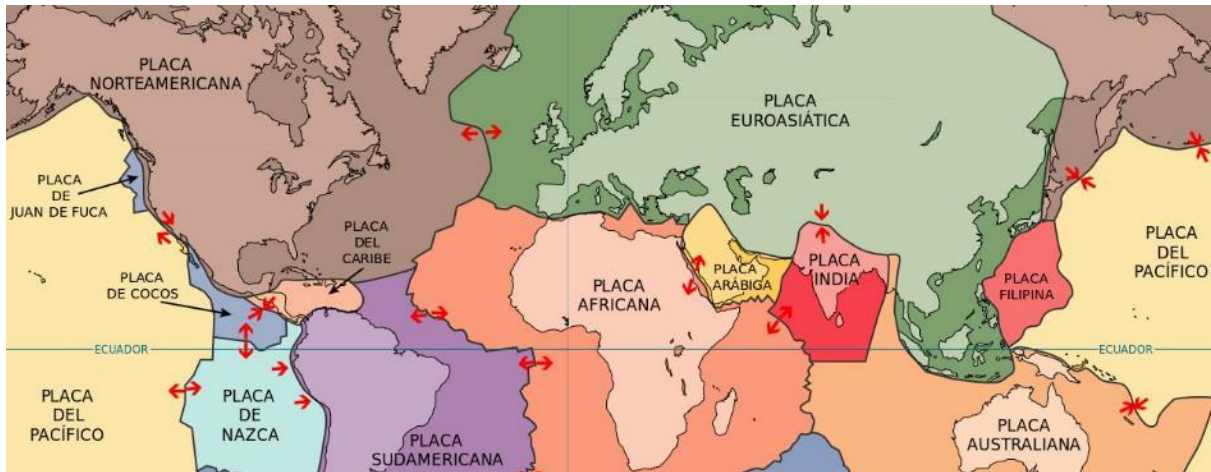 PLACA
NORTEAMERICANA
PLACA
EUROASIÁTICA
PLACA
DE
JUAN DE FUCA
PLACA
DEL
CARIBE
PLACA
DE COCOS
PLACA
AFRICANA
PLACA
ARÁBIGA
PLACA
INDIA
PLACA
FILIPINA
PLACA
DEL
PACÍFICO
ECUADOR
ECUADOR
PLACA
DEL
PACÍFICO
PLACA
DE
NAZCA
PLACA
SUDAMERICANA
PLACA
AUSTRALIANA